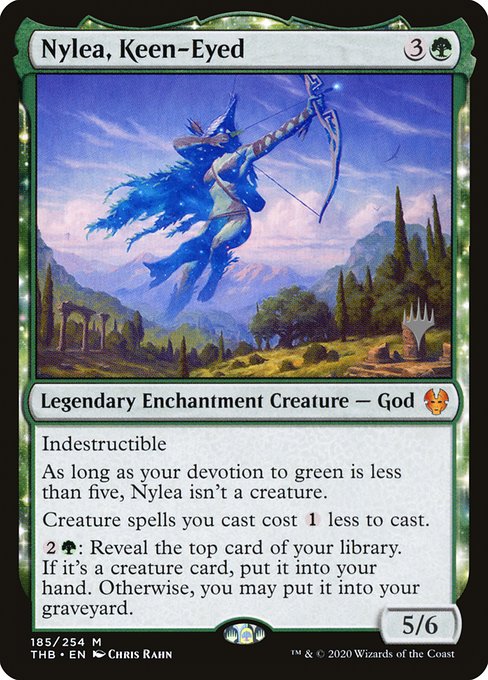 Nylea, Keen-Eyed 3
Legendary Enchantment Creature — God
Indestructible
As long as your devotion to green is less
than five, Nylea isn't a creature.
Creature spells you cast cost 1 less to cast.
2 : Reveal the top card of your library.
If it's a creature card, put it into your
hand. Otherwise, you may put it into your
graveyard.
5/6
185/254 M
THB • EN Chris Rahn
™ & © 2020 Wizards of the Coast